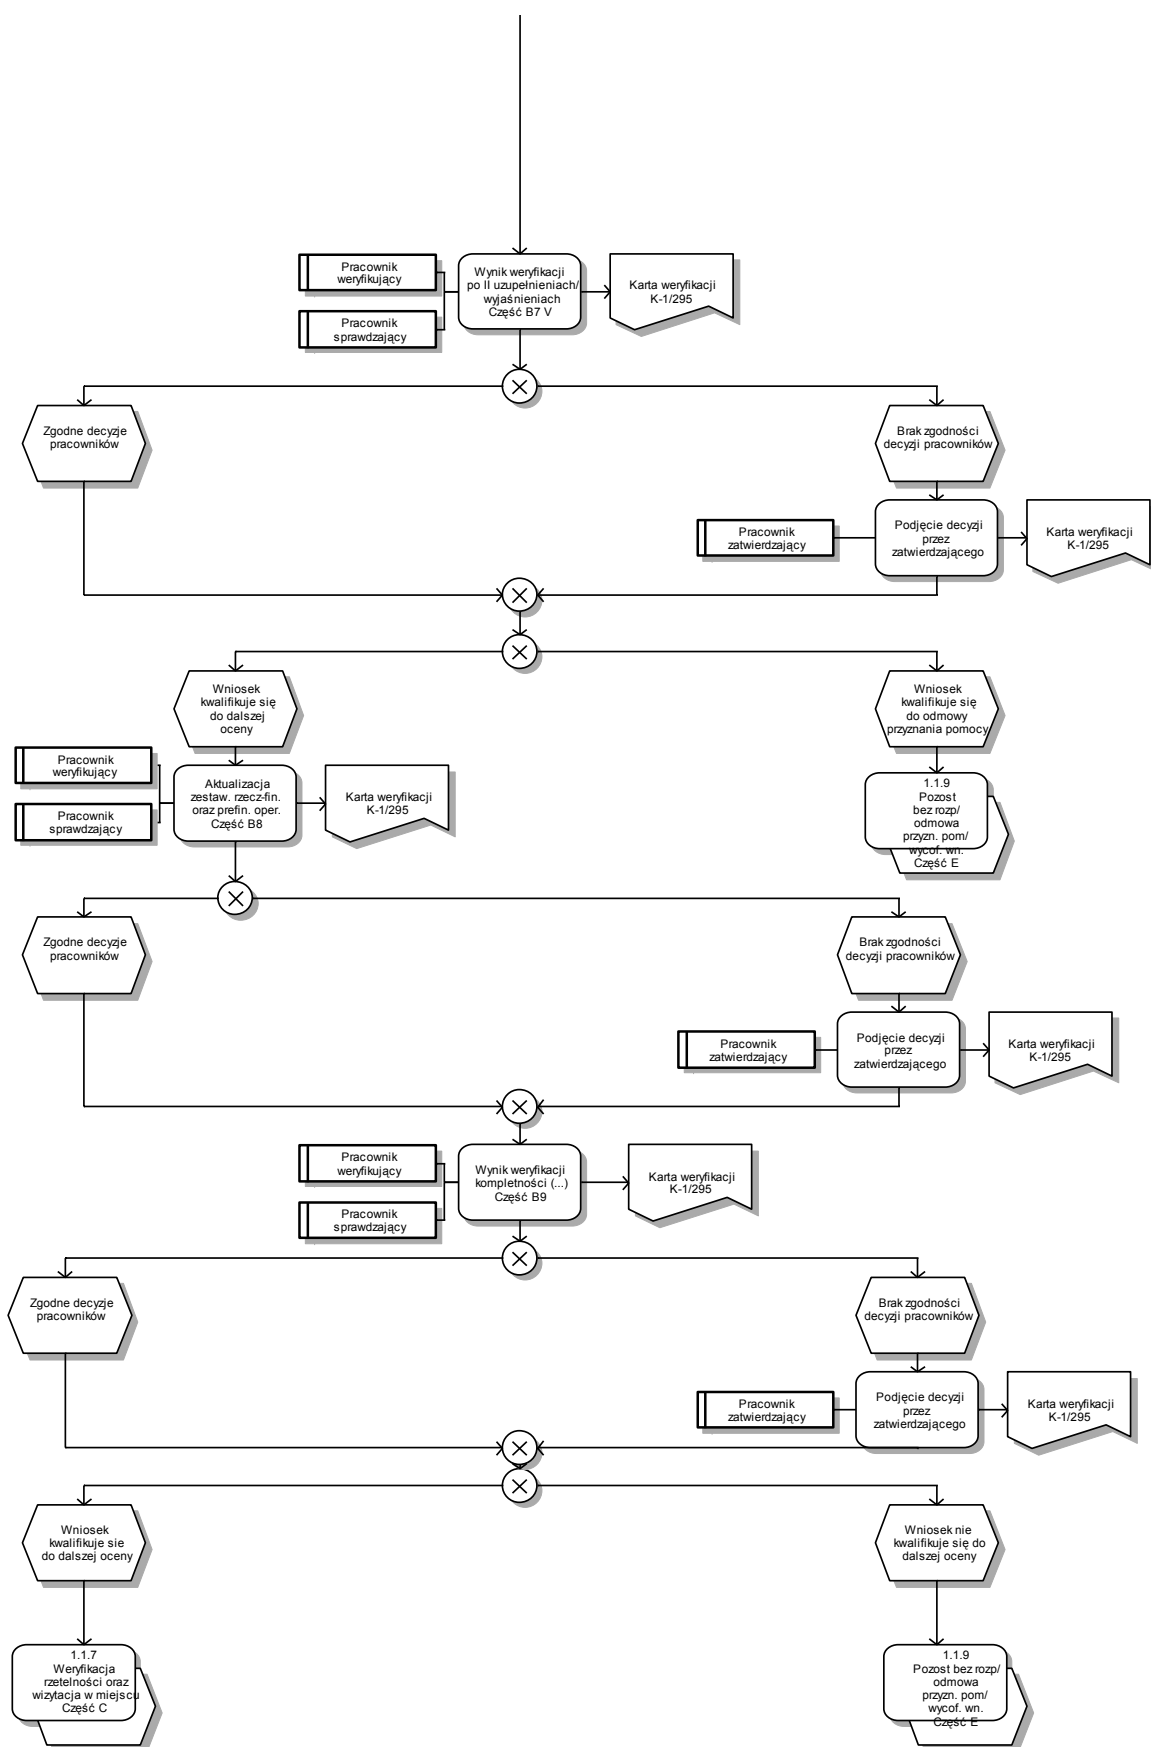 Pracownik
weryfikujący
Wynik weryfikacji
po II uzupełnieniach/
wyjaśnieniach
Część B7 V
Karta weryfikacji
K-1/295
Pracownik
sprawdzający
Zgodne decyzje
pracowników
Brak zgodności
decyzji pracowników
Pracownik
zatwierdzający
Podjęcie decyzji
przez
zatwierdzającego
Karta weryfikacji
K-1/295
Wniosek
kwalifikuje się
do dalszej
oceny
Wniosek
kwalifikuje się
do odmowy
przyznania pomocy
Pracownik
weryfikujący
Pracownik
sprawdzający
Aktualizacja
zestaw. rzecz-fin.
oraz prefin. oper.
Część B8
Karta weryfikacji
K-1/295
1.1.9
Pozost
bez rozp/
odmowa
przyzn. pom/
wycof. wn.
Część E
Zgodne decyzje
pracowników
Brak zgodności
decyzji pracowników
Pracownik
zatwierdzający
Podjęcie decyzji
przez
zatwierdzającego
Karta weryfikacji
K-1/295
Pracownik
weryfikujący
Pracownik
sprawdzający
Wynik weryfikacji
kompletności (...)
Część B9
Karta weryfikacji
K-1/295
Zgodne decyzje
pracowników
Brak zgodności
decyzji pracowników
Pracownik
zatwierdzający
Podjęcie decyzji
przez
zatwierdzającego
Karta weryfikacji
K-1/295
Wniosek
kwalifikuje sie
do dalszej oceny
Wniosek nie
kwalifikuje się do
dalszej oceny
1.1.7
Weryfikacja
rzetelności oraz
wizytacja w miejscu
Część C
1.1.9
Pozost bez rozp/
odmowa
przyzn. pom/
wycof. wn.
Część E